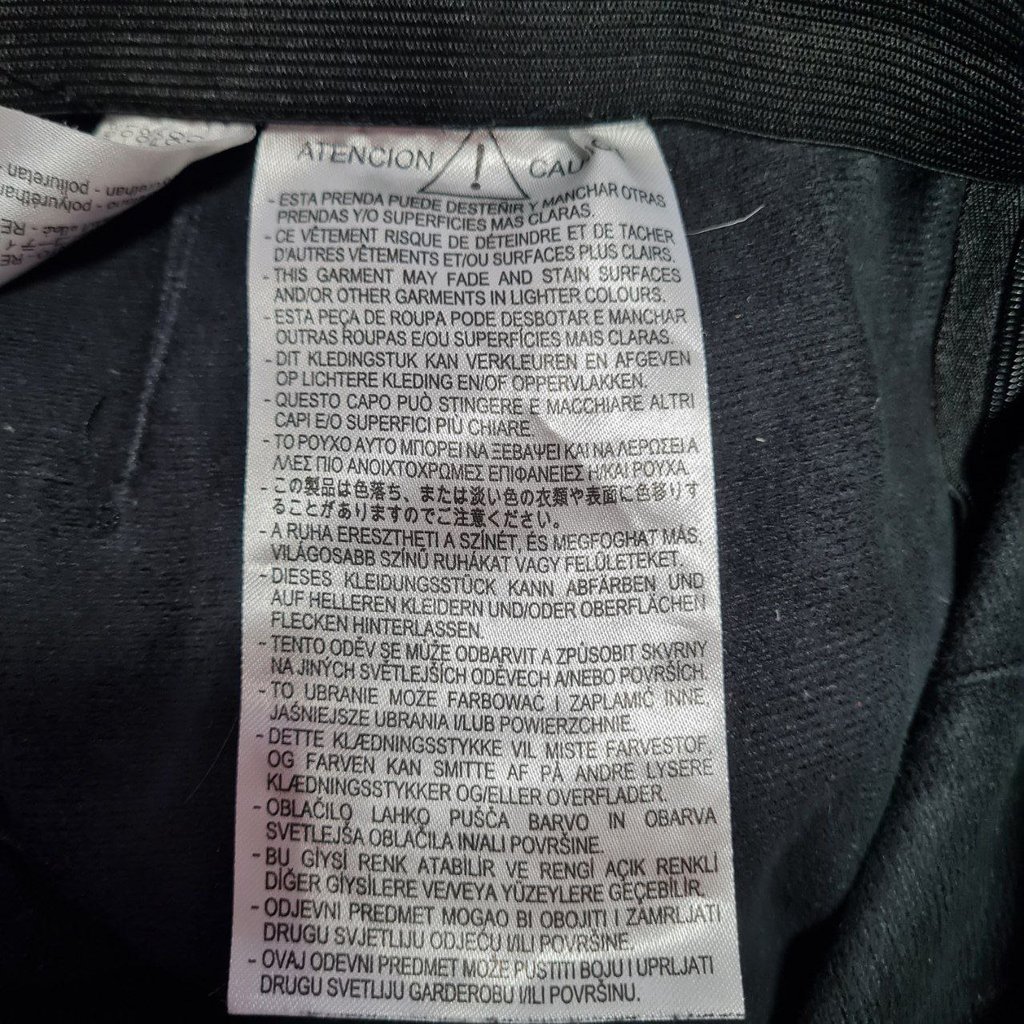 ATENCION ! CAU
- ESTA PRENDA PUEDE DESTEÑIR Y MANCHAR OTRAS
PRENDAS Y/O SUPERFICIES MAS CLARAS.
- CE VÊTEMENT RISQUE DE DÉTEINDRE ET DE TACHER
D'AUTRES VÊTEMENTS ET/OU SURFACES PLUS CLAIRS.
- THIS GARMENT MAY FADE AND STAIN SURFACES
AND/OR OTHER GARMENTS IN LIGHTER COLOURS.
- ESTA PEÇA DE ROUPA PODE DESBOTAR E MANCHAR
OUTRAS ROUPAS E/OU SUPERFÍCIES MAIS CLARAS.
- DIT KLEDINGSTUK KAN VERKLEUREN EN AFGEVEN
OP LICHTERE KLEDING EN/OF OPPERVLAKKEN.
- QUESTO CAPO PUÒ STINGERE E MACCHIARE ALTRI
CAPI E/O SUPERFICI PIÙ CHIARE.
- ΤΟ ΡΟΥΧΟ ΑΥΤΟ ΜΠΟΡΕΙ ΝΑ ΞΕΒΑΨΕΙ ΚΑΙ ΝΑ ΛΕΡΩΣΕΙ Α
ΛΛΕΣ ΠΙΟ ΑΝΟΙΧΤΟΧΡΩΜΕΣ ΕΠΙΦΑΝΕΙΕΣ Η/ΚΑΙ ΡΟΥΧΑ.
- この製品は色落ち、または淡い色の衣類や表面に色移りす
ることがありますのでご注意ください。
- A RUHA ERESZTHETI A SZÍNÉT, ÉS MEGFOGHAT MÁS,
VILÁGOSABB SZÍNŰ RUHÁKAT VAGY FELÜLETEKET.
- DIESES KLEIDUNGSSTÜCK KANN ABFÄRBEN UND
AUF HELLEREN KLEIDERN UND/ODER OBERFLÄCHEN
FLECKEN HINTERLASSEN.
- TENTO ODĚV SE MŮŽE ODBARVIT A ZPŮSOBIT SKVRNY
NA JINÝCH SVĚTLEJŠÍCH ODĚVECH A/NEBO POVRŠÍCH.
- TO UBRANIE MOŻE FARBOWAĆ I ZAPLAMIĆ INNE,
JAŚNIEJSZE UBRANIA I/LUB POWIERZCHNIE.
- DETTE KLÆDNINGSSTYKKE VIL MISTE FARVESTOF
OG FARVEN KAN SMITTE AF PÅ ANDRE LYSERE
KLÆDNINGSSTYKKER OG/ELLER OVERFLADER.
- OBLAČILO LAHKO PUŠČA BARVO IN OBARVA
SVETLEJŠA OBLAČILA IN/ALI POVRŠINE.
- BU GİYSİ RENK ATABİLİR VE RENGİ AÇIK RENKLİ
DİĞER GİYSİLERE VE/VEYA YÜZEYLERE GEÇEBİLİR.
- ODJEVNI PREDMET MOGAO BI OBOJITI I ZAMRLJATI
DRUGU SVJETLIJU ODJEĆU I/ILI POVRŠINE.
- OVAJ ODEVNI PREDMET MOŽE PUSTITI BOJU I UPRLJATI
DRUGU SVETLIJU GARDEROBU I/ILI POVRŠINU.
polyuréthan
poliuretan -